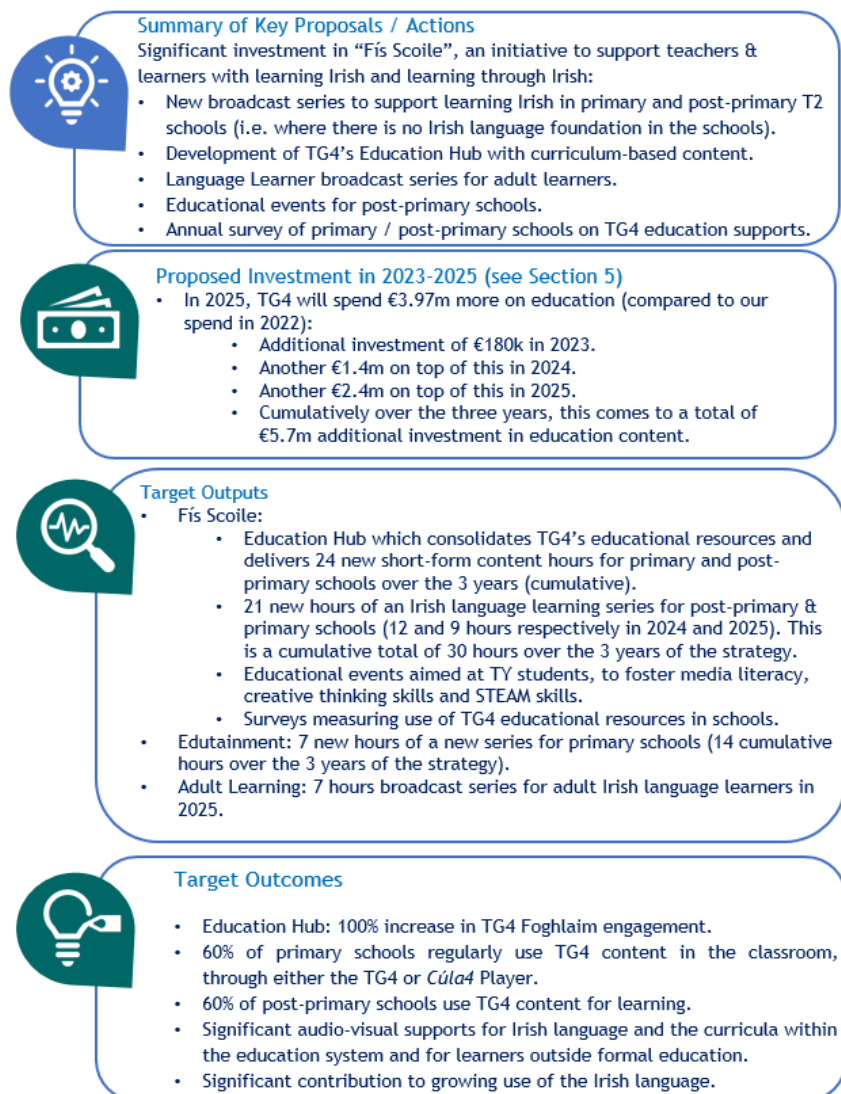 Summary of Key Proposals / Actions
Significant investment in “Fís Scoile”, an initiative to support teachers &
learners with learning Irish and learning through Irish:
• New broadcast series to support learning Irish in primary and post-primary T2
schools (i.e. where there is no Irish language foundation in the schools).
• Development of TG4’s Education Hub with curriculum-based content.
• Language Learner broadcast series for adult learners.
• Educational events for post-primary schools.
• Annual survey of primary / post-primary schools on TG4 education supports.
Proposed Investment in 2023-2025 (see Section 5)
• In 2025, TG4 will spend €3.97m more on education (compared to our
spend in 2022):
• Additional investment of €180k in 2023.
• Another €1.4m on top of this in 2024.
• Another €2.4m on top of this in 2025.
• Cumulatively over the three years, this comes to a total of
€5.7m additional investment in education content.
Target Outputs
• Fís Scoile:
• Education Hub which consolidates TG4’s educational resources and
delivers 24 new short-form content hours for primary and post-
primary schools over the 3 years (cumulative).
• 21 new hours of an Irish language learning series for post-primary &
primary schools (12 and 9 hours respectively in 2024 and 2025). This
is a cumulative total of 30 hours over the 3 years of the strategy.
• Educational events aimed at TY students, to foster media literacy,
creative thinking skills and STEAM skills.
• Surveys measuring use of TG4 educational resources in schools.
• Edutainment: 7 new hours of a new series for primary schools (14 cumulative
hours over the 3 years of the strategy).
• Adult Learning: 7 hours broadcast series for adult Irish language learners in
2025.
Target Outcomes
• Education Hub: 100% increase in TG4 Foghlaim engagement.
• 60% of primary schools regularly use TG4 content in the classroom,
through either the TG4 or Cúla4 Player.
• 60% of post-primary schools use TG4 content for learning.
• Significant audio-visual supports for Irish language and the curricula within
the education system and for learners outside formal education.
• Significant contribution to growing use of the Irish language.